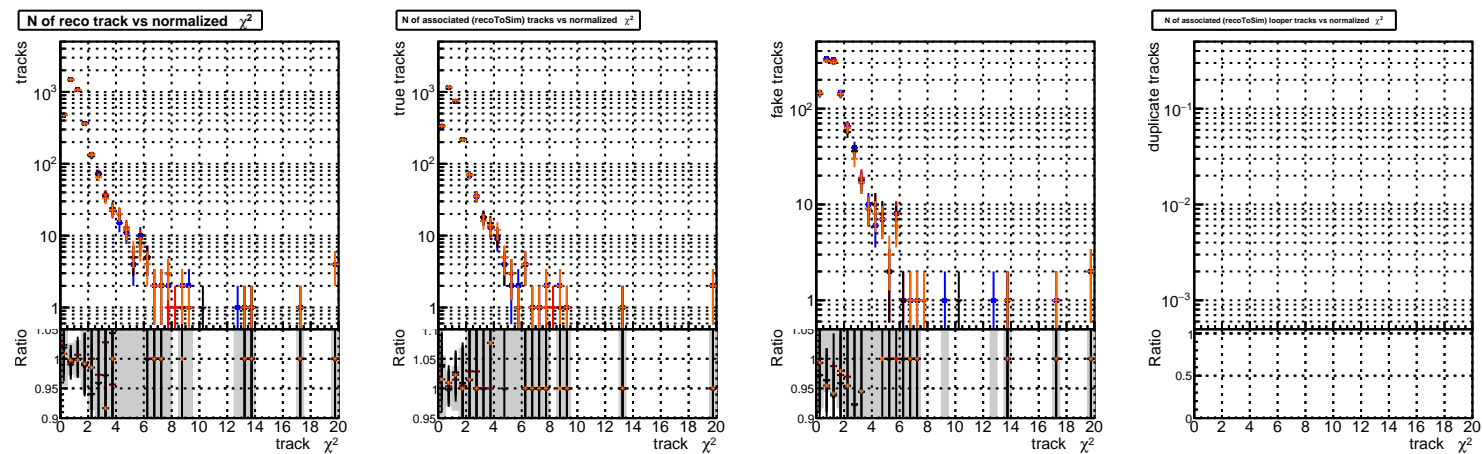 N of reco track vs normalized χ²
tracks
10³
10²
10
1
Ratio
1.05
1
0.95
0.9
0 2 4 6 8 10 12 14 16 18 20
track χ²
N of associated (recoToSim) tracks vs normalized χ²
true tracks
10³
10²
10
1
Ratio
1.1
1.05
1
0.95
0 2 4 6 8 10 12 14 16 18 20
track χ²
fake tracks
10²
10
1
Ratio
1.05
1
0.95
0.9
0 2 4 6 8 10 12 14 16 18 20
track χ²
N of associated (recoToSim) looper tracks vs normalized χ²
duplicate tracks
10⁻¹
10⁻²
10⁻³
Ratio
1
0.5
0
0 2 4 6 8 10 12 14 16 18 20
track χ²